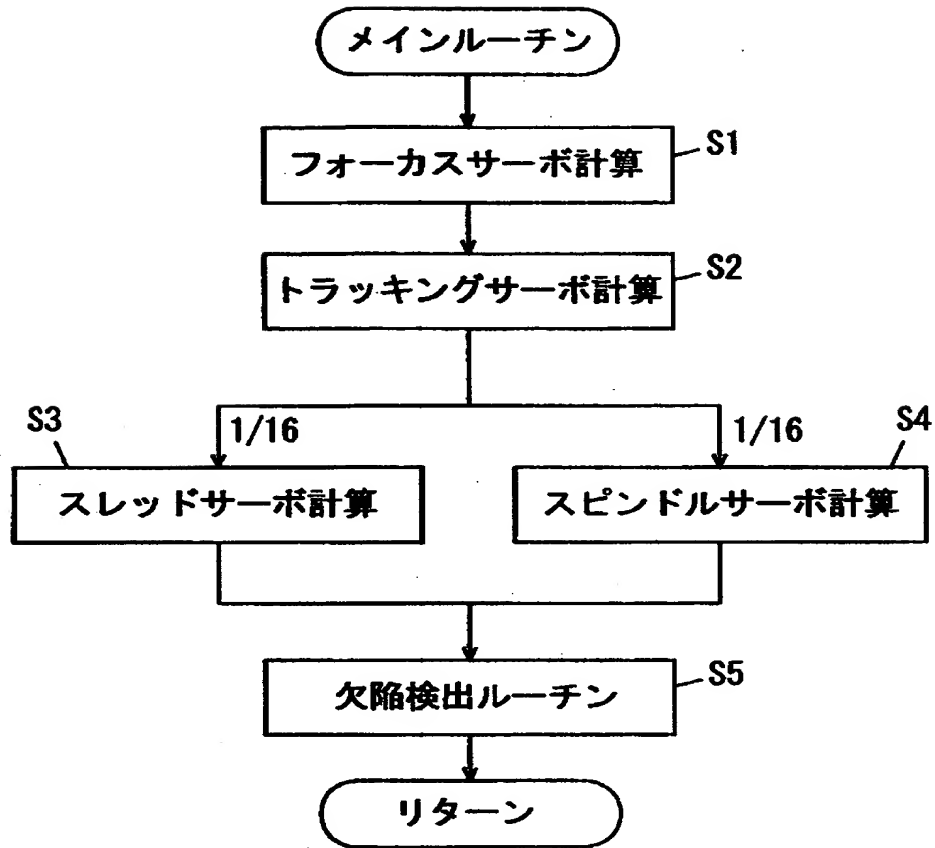 メインルーチン
フォーカスサーボ計算
S1
トラッキングサーボ計算
S2
S3
1/16
1/16
S4
スレッドサーボ計算
スピンドルサーボ計算
欠陥検出ルーチン
S5
リターン